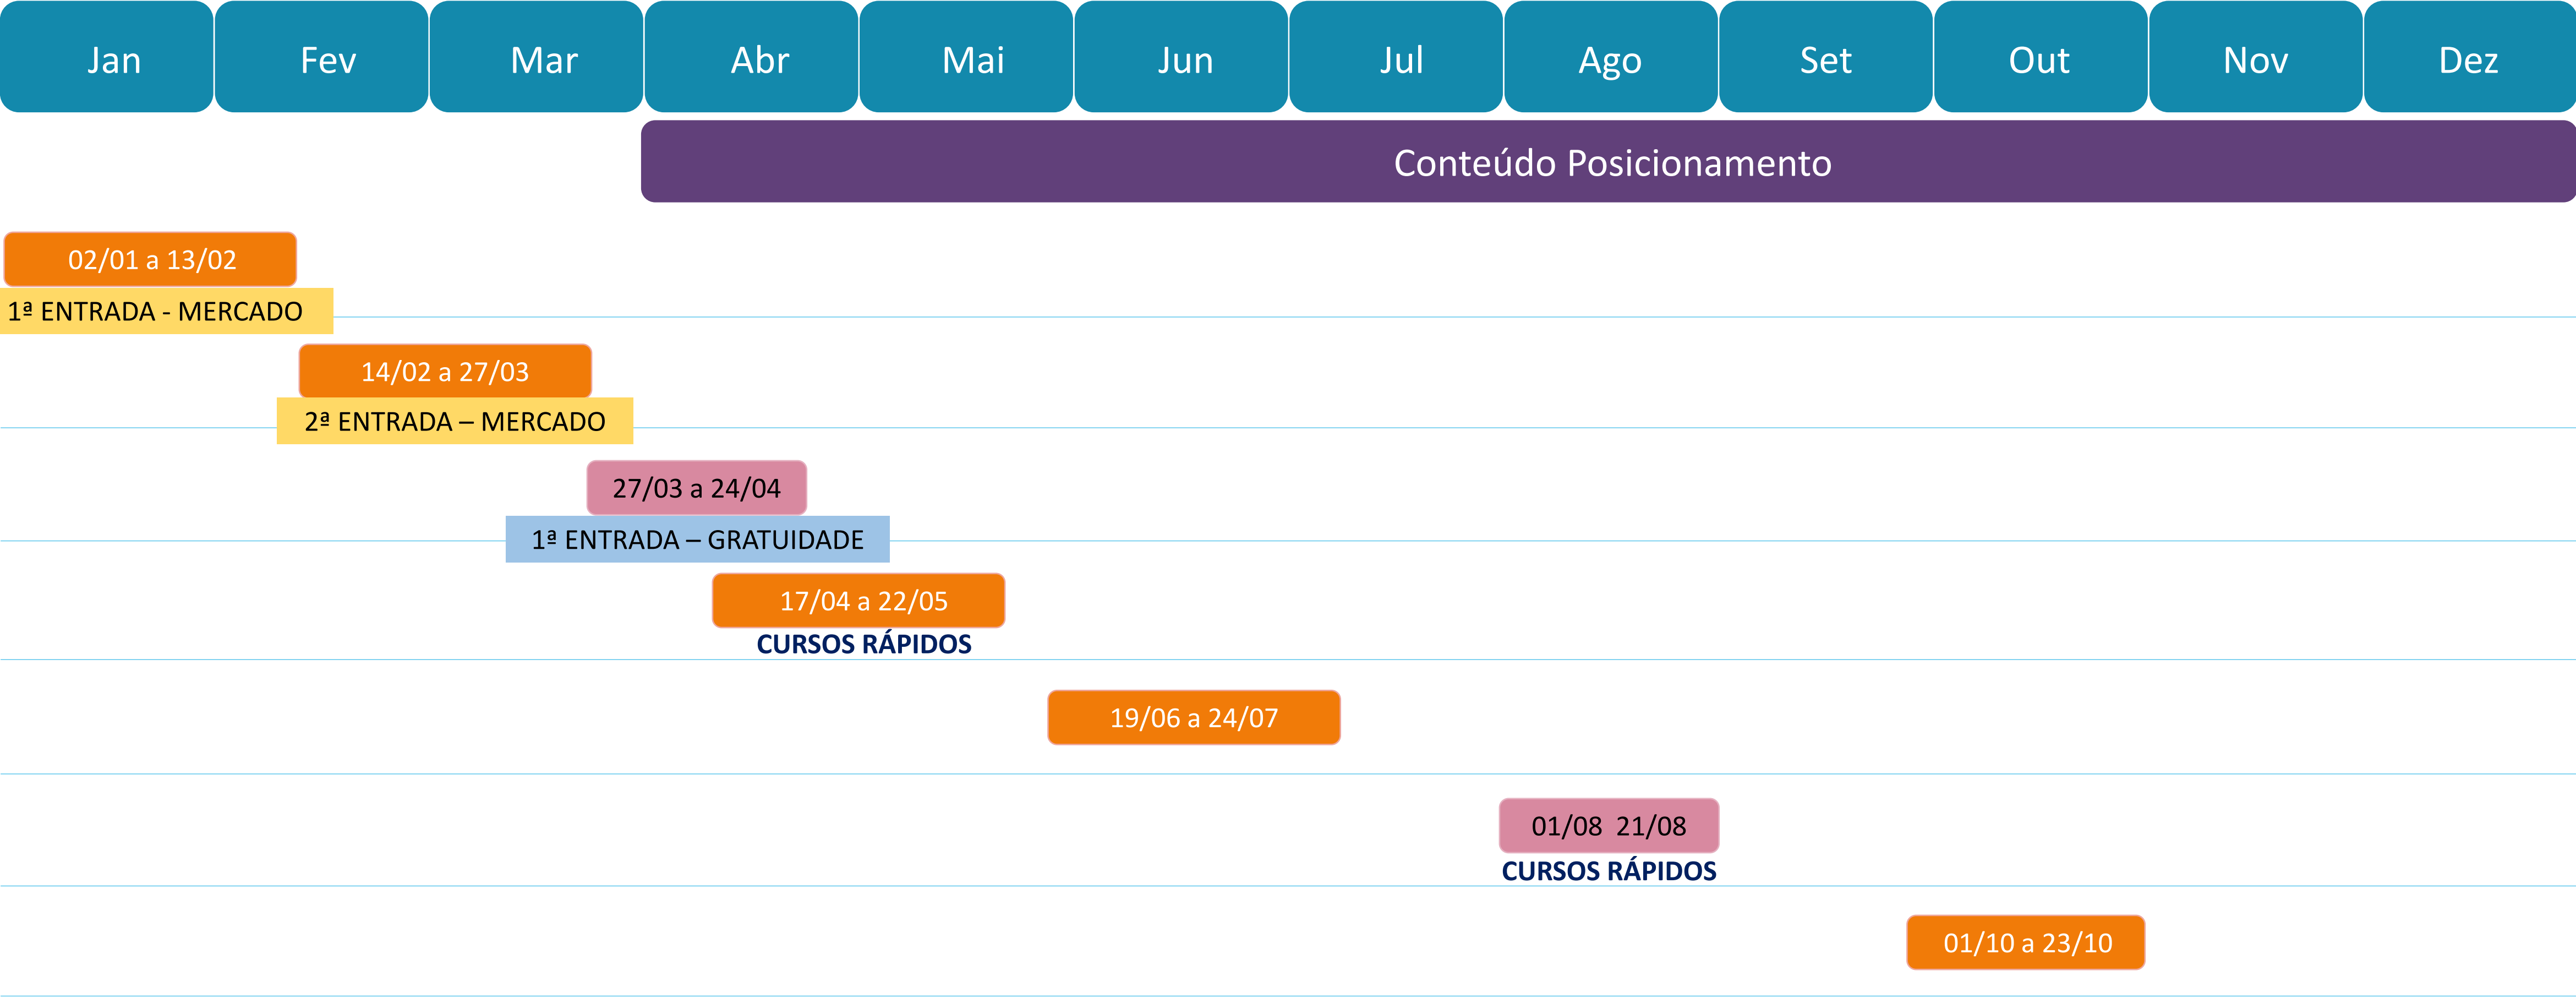 Jan
Fev
Mar
Abr
Mai
Jun
Jul
Ago
Set
Out
Nov
Dez
Conteúdo Posicionamento
02/01 a 13/02
1ª ENTRADA - MERCADO
14/02 a 27/03
2ª ENTRADA – MERCADO
27/03 a 24/04
1ª ENTRADA – GRATUIDADE
17/04 a 22/05
CURSOS RÁPIDOS
19/06 a 24/07
01/08  21/08
CURSOS RÁPIDOS
01/10 a 23/10